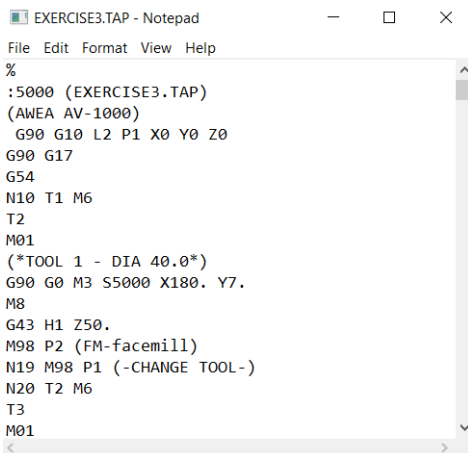 EXERCISE3.TAP - Notepad
File Edit Format View Help
%
:5000 (EXERCISE3.TAP)
(AWEA AV-1000)
 G90 G10 L2 P1 X0 Y0 Z0
G90 G17
G54
N10 T1 M6
T2
M01
(*TOOL 1 - DIA 40.0*)
G90 G0 M3 S5000 X180. Y7.
M8
G43 H1 Z50.
M98 P2 (FM-facemill)
N19 M98 P1 (-CHANGE TOOL-)
N20 T2 M6
T3
M01